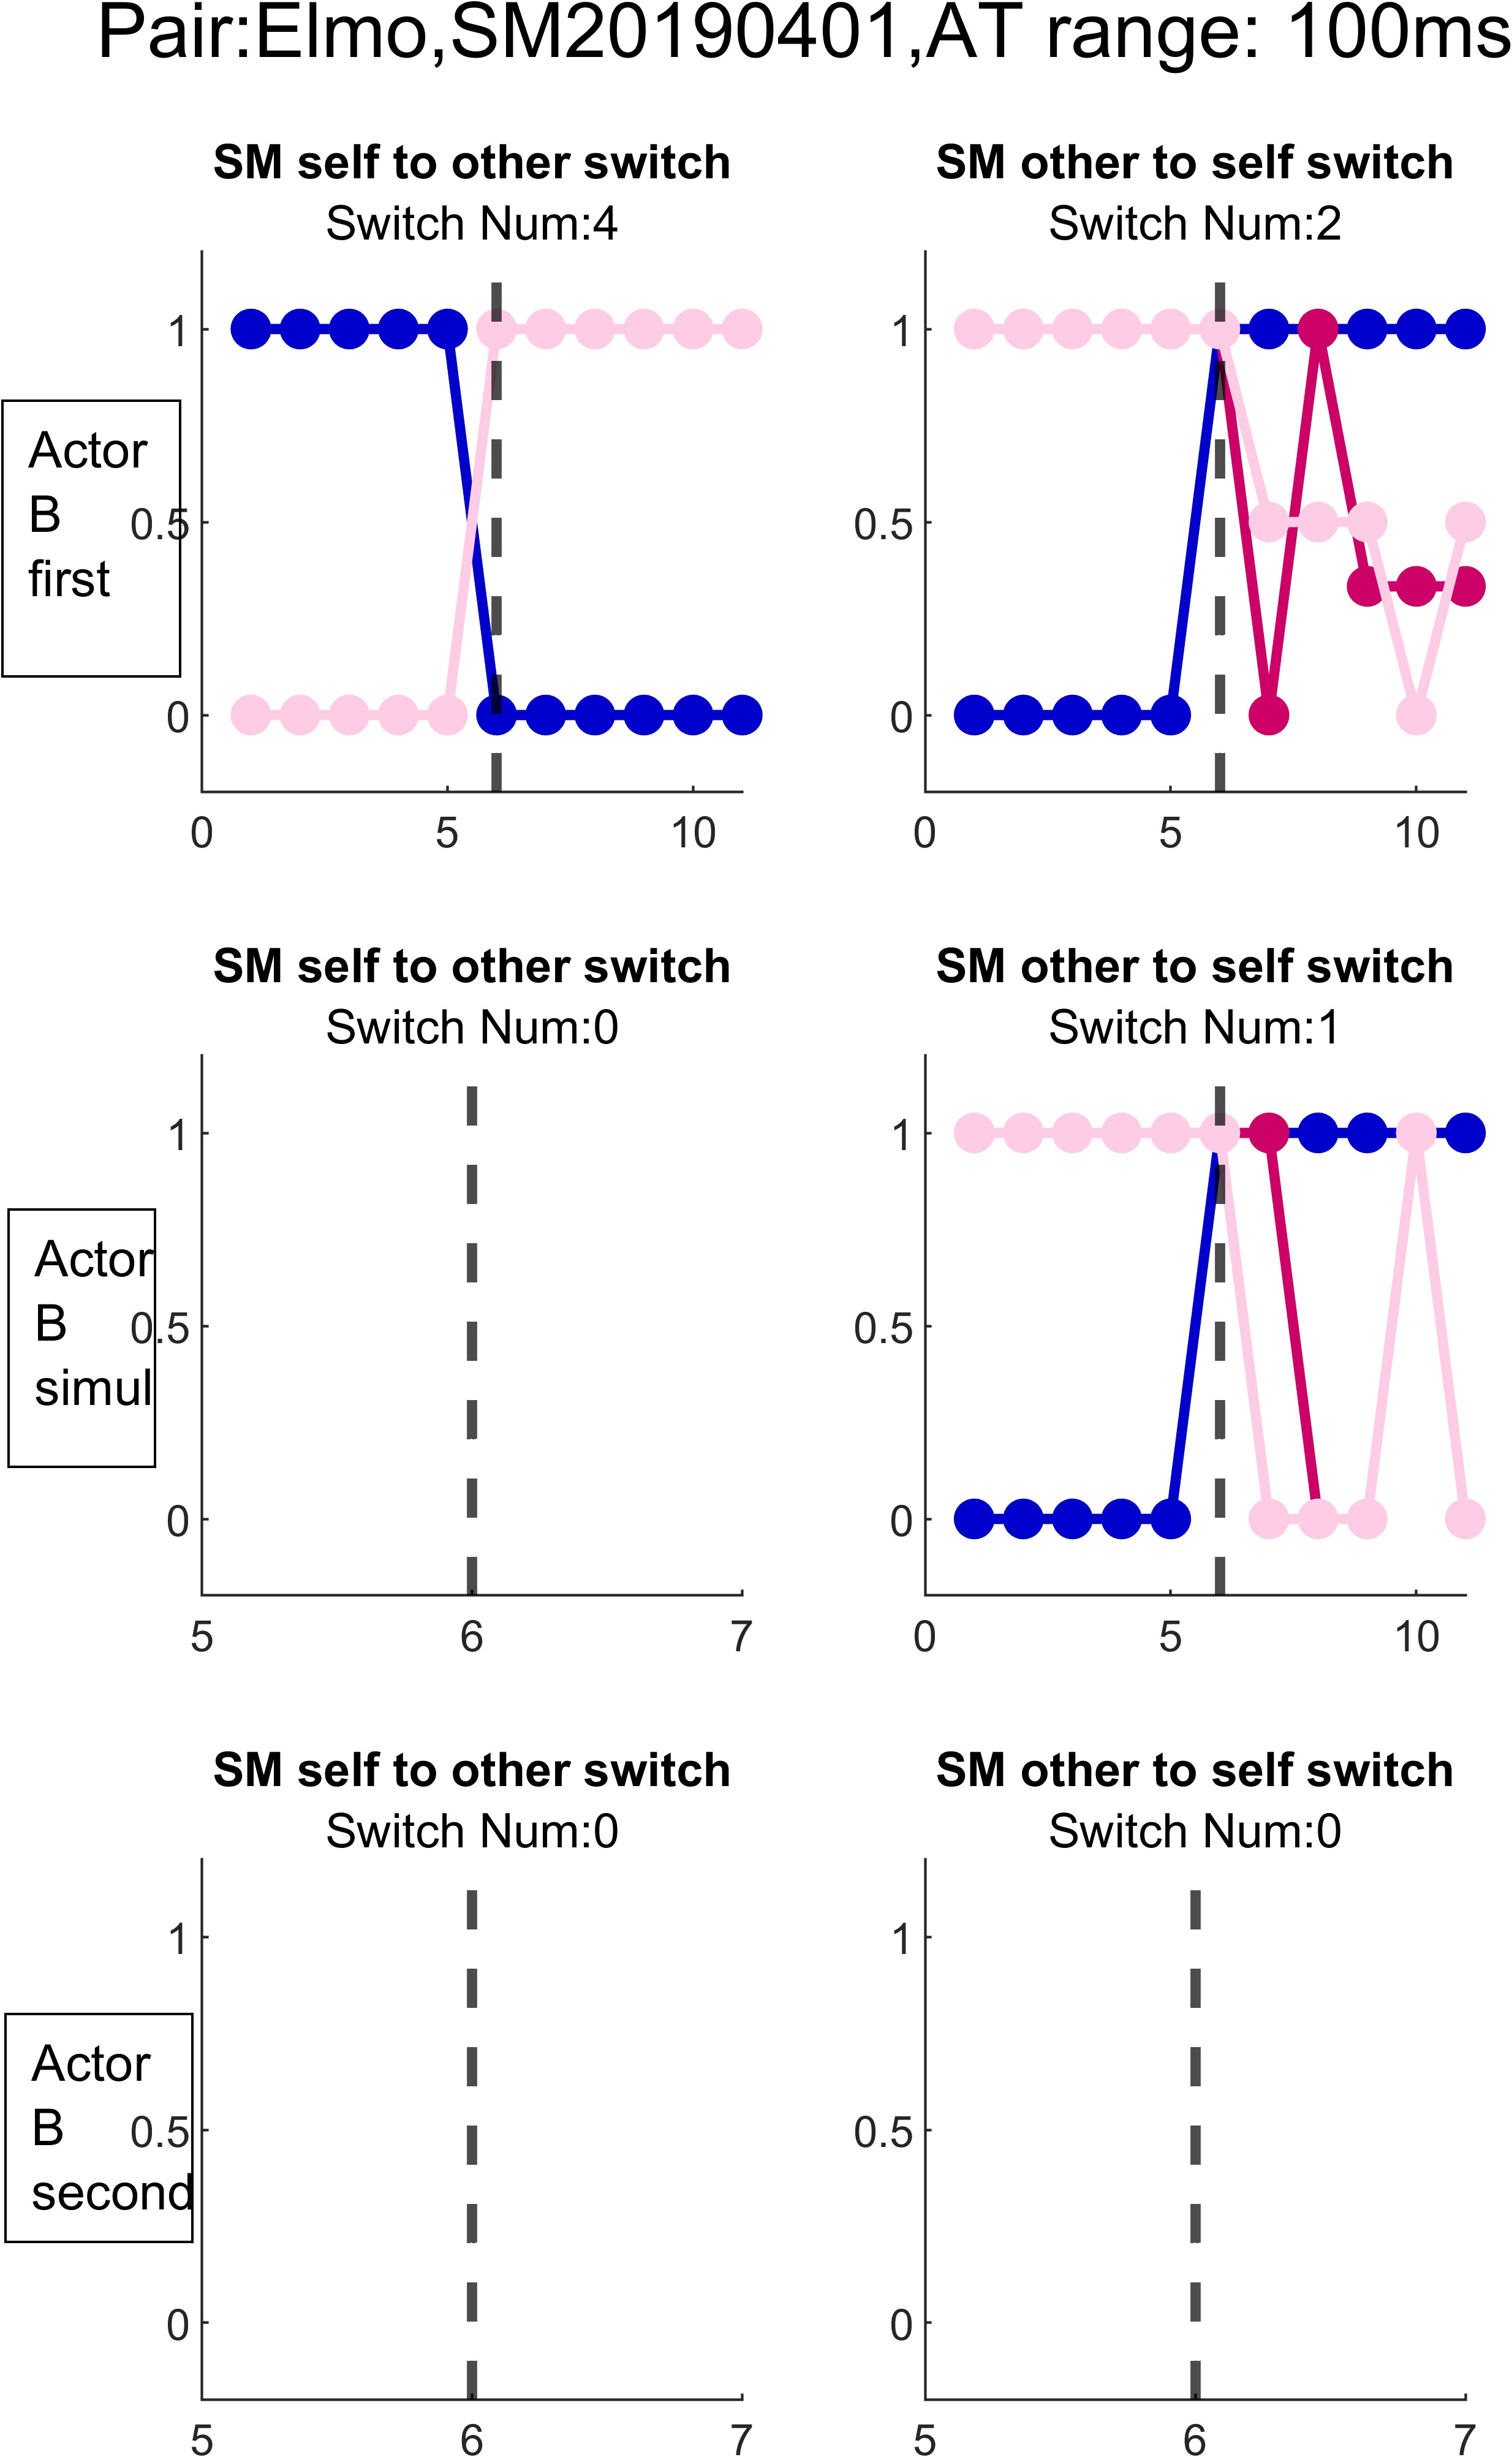 Pair:Elmo,SM20190401,AT range: 100ms
SM self to other switch
Switch Num:4
SM other to self switch
Switch Num:2
Actor
B
first
1
0.5
0
0
5
10
1
0.5
0
0
5
10
SM self to other switch
Switch Num:0
SM other to self switch
Switch Num:1
Actor
B
simul
1
0.5
0
5
6
7
1
0.5
0
0
5
10
SM self to other switch
Switch Num:0
SM other to self switch
Switch Num:0
Actor
B
second
1
0.5
0
5
6
7
1
0.5
0
5
6
7